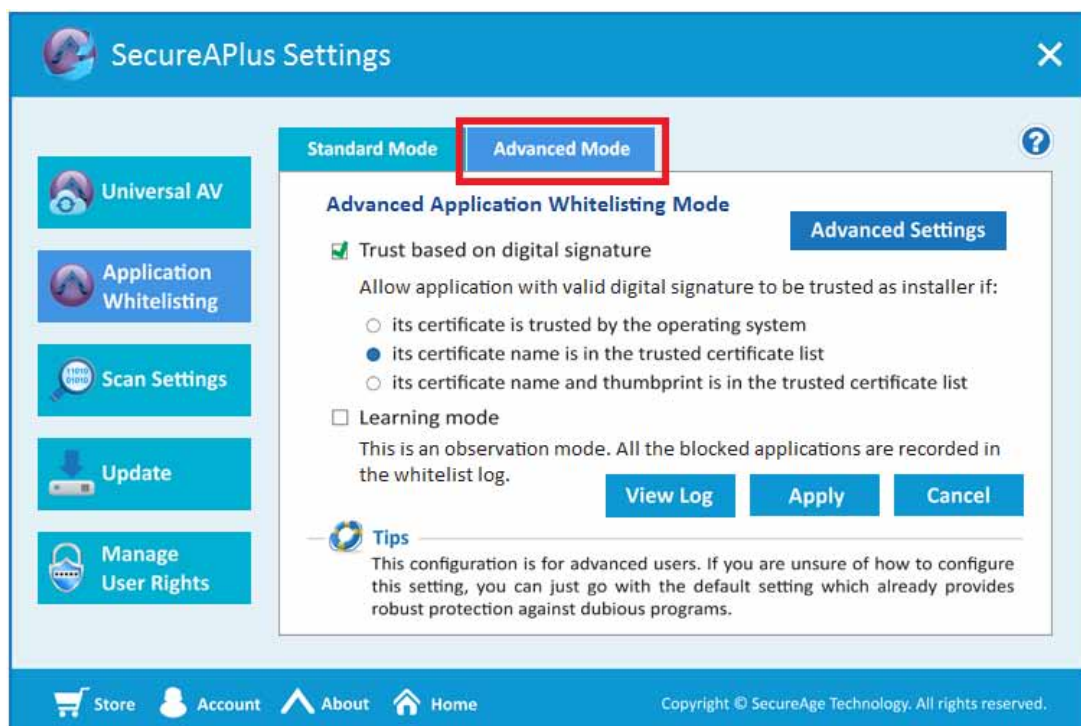 SecureAPlus Settings
Universal AV
Application
Whitelisting
Scan Settings
Update
Manage
User Rights
Standard Mode
Advanced Mode
Advanced Application Whitelisting Mode
Advanced Settings
Trust based on digital signature
Allow application with valid digital signature to be trusted as installer if:
its certificate is trusted by the operating system
its certificate name is in the trusted certificate list
its certificate name and thumbprint is in the trusted certificate list
Learning mode
This is an observation mode. All the blocked applications are recorded in
the whitelist log.
View Log
Apply
Cancel
Tips
This configuration is for advanced users. If you are unsure of how to configure
this setting, you can just go with the default setting which already provides
robust protection against dubious programs.
Store
Account
About
Home
Copyright © SecureAge Technology. All rights reserved.